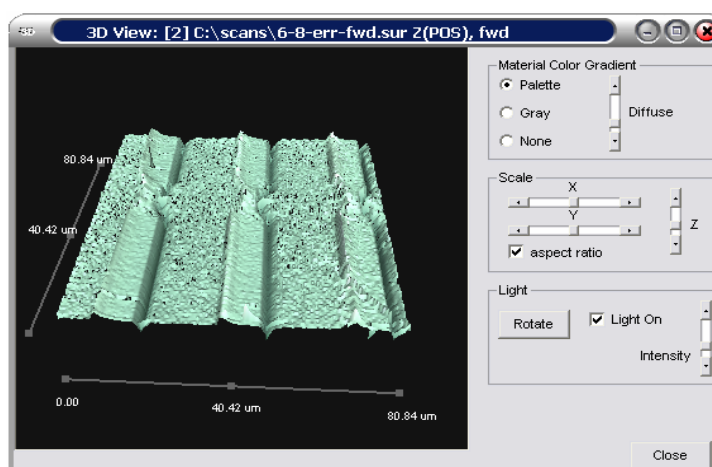 3D View: [2] C:\scans\6-8-err-fwd.sur Z(POS), fwd
80.84 um
40.42 um
0.00
40.42 um
80.84 um
Material Color Gradient
Palette
Gray
None
Diffuse
Scale
X
Y
Z
aspect ratio
Light
Rotate
Light On
Intensity
Close